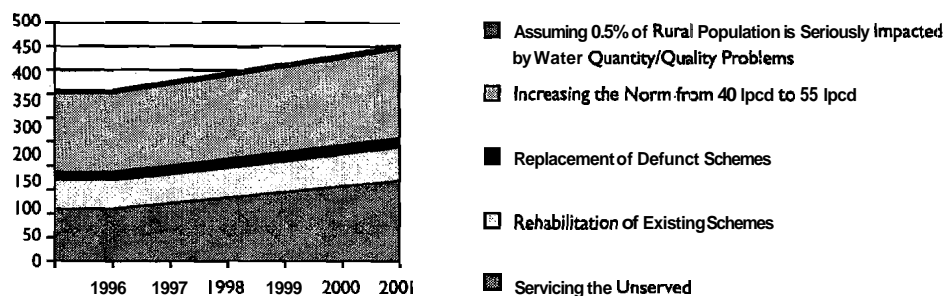 500
450
400
350
300
250
200
150
100
50
0
1996 1997 1998 1999 2000 2001
Assuming 0.5% of Rural Population is Seriously Impacted
by Water Quantity/Quality Problems
Increasing the Norm from 40 lpcd to 55 lpcd
Replacement of Defunct Schemes
Rehabilitation of Existing Schemes
Servicing the Unserved